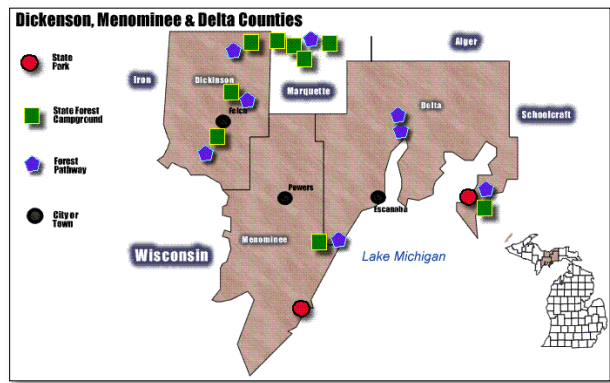 Dickenson, Menominee & Delta Counties
State
Park
State Forest
Campground
Forest
Pathway
City or
Town
Iron
Dickinson
Felch
Marquette
Alger
Delta
Schoolcraft
Powers
Escanaba
Menominee
Wisconsin
Lake Michigan